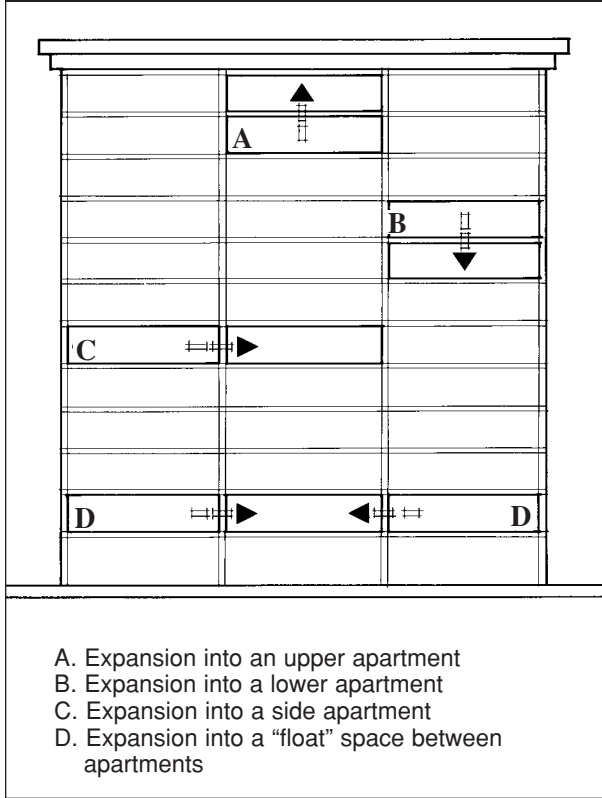 A
B
C
D D
A. Expansion into an upper apartment
B. Expansion into a lower apartment
C. Expansion into a side apartment
D. Expansion into a “float” space between
apartments